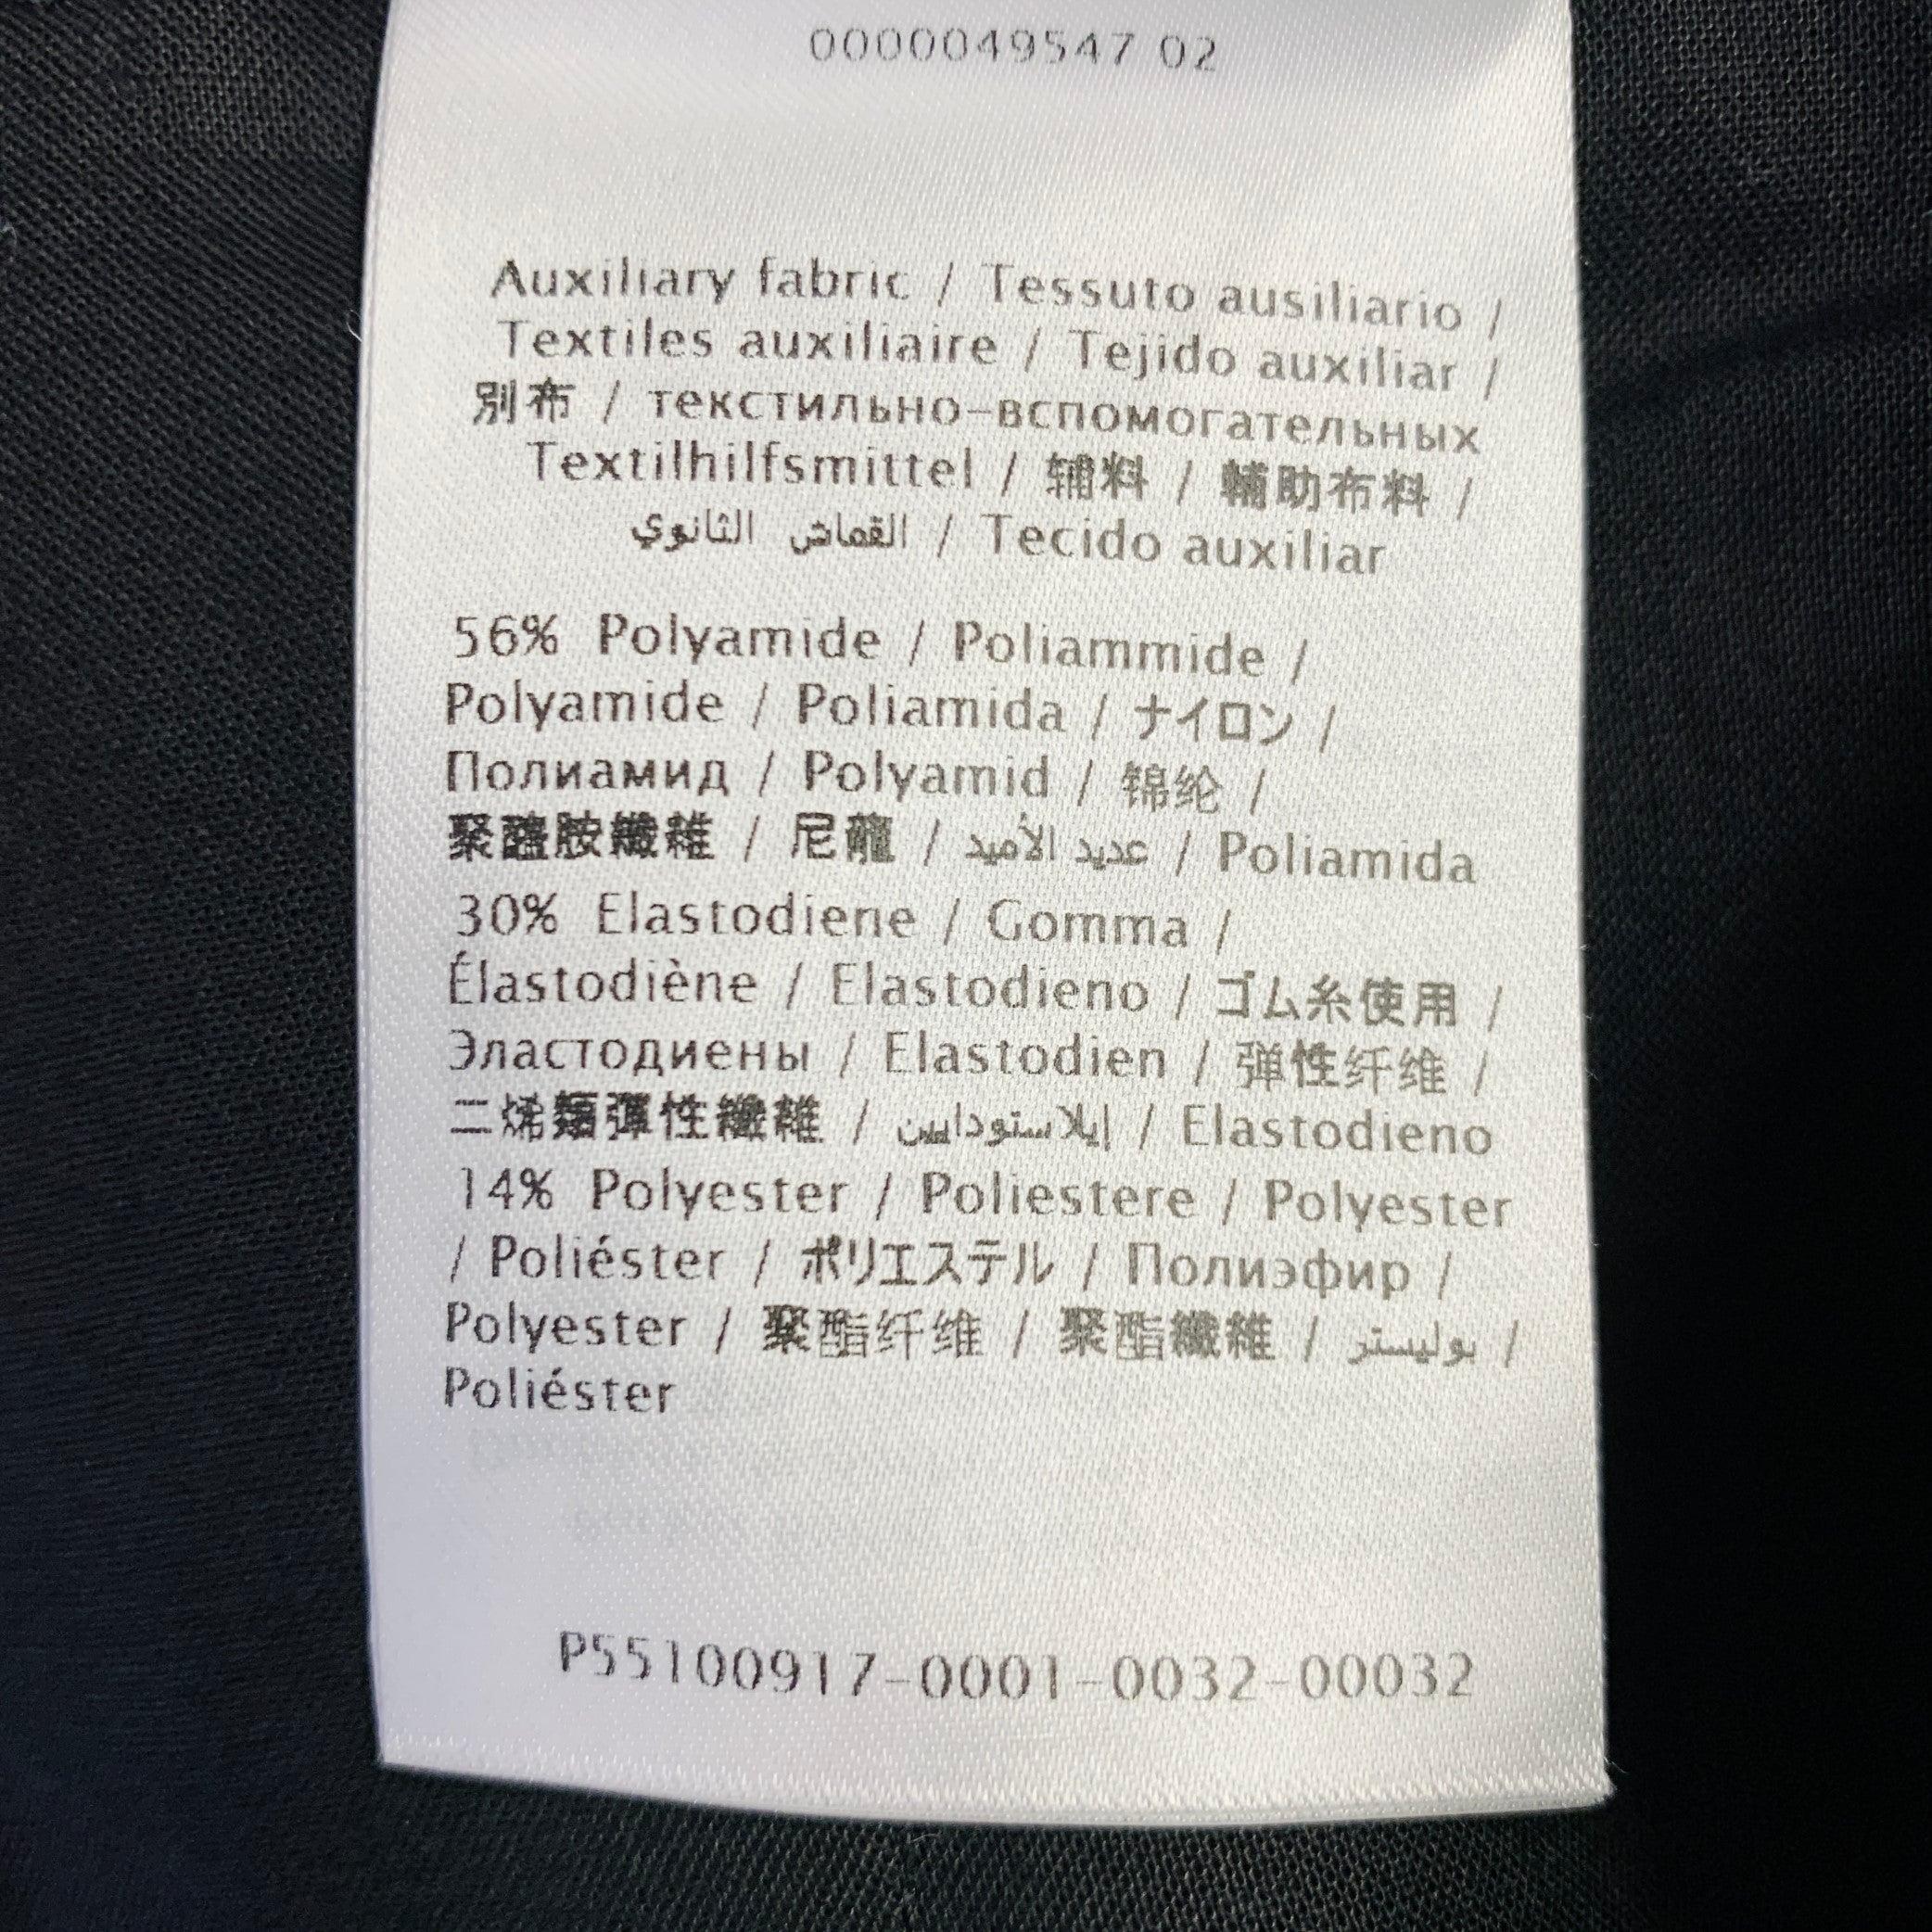 0000049547 02
Auxiliary fabric / Tessuto ausiliario /
Textiles auxiliaire / Tejido auxiliar /
別布 / текстильно-вспомогательных
Textilhilfsmittel / 辅料 / 輔助布料 /
القماش الثانوي / Tecido auxiliar
56% Polyamide / Poliammide /
Polyamide / Poliamida / ナイロン /
Полиамид / Polyamid / 锦纶 /
聚醯胺纖維 / 尼龍 / عديد الأميد / Poliamida
30% Elastodiene / Gomma /
Élastodiène / Elastodieno / ゴム糸使用 /
Эластодиены / Elastodien / 弹性纤维 /
二烯類彈性纖維 / إيلاستودايين / Elastodieno
14% Polyester / Poliestere / Polyester
/ Poliéster / ポリエステル / Полиэфир /
Polyester / 聚酯纤维 / 聚酯纖維 / بوليستر /
Poliéster
P55100917-0001-0032-00032